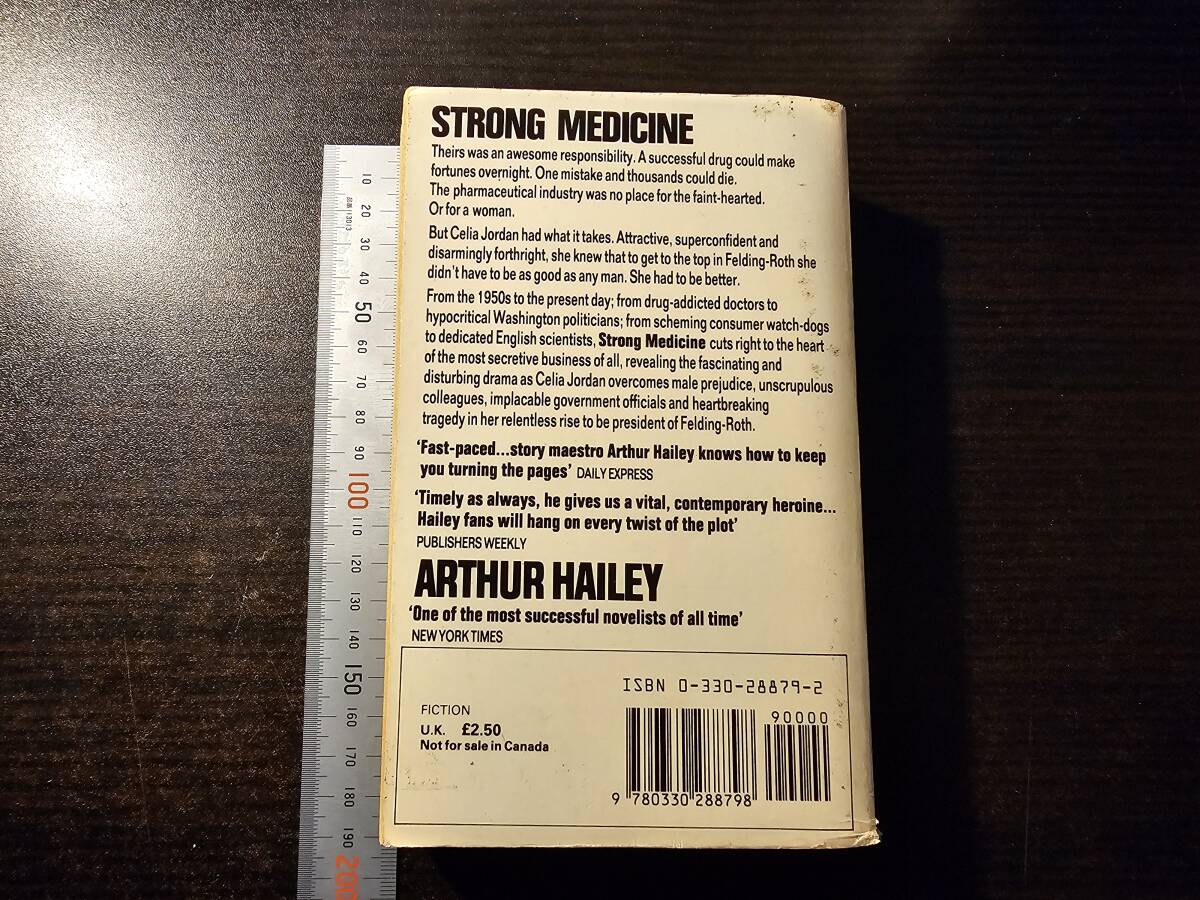 STRONG MEDICINE
Theirs was an awesome responsibility. A successful drug could make
fortunes overnight. One mistake and thousands could die.
The pharmaceutical industry was no place for the faint-hearted.
Or for a woman.
But Celia Jordan had what it takes. Attractive, superconfident and
disarmingly forthright, she knew that to get to the top in Felding-Roth she
didn't have to be as good as any man. She had to be better.
From the 1950s to the present day; from drug-addicted doctors to
hypocritical Washington politicians; from scheming consumer watch-dogs
to dedicated English scientists, Strong Medicine cuts right to the heart
of the most secretive business of all, revealing the fascinating and
disturbing drama as Celia Jordan overcomes male prejudice, unscrupulous
colleagues, implacable government officials and heartbreaking
tragedy in her relentless rise to be president of Felding-Roth.
'Fast-paced...story maestro Arthur Hailey knows how to keep
you turning the pages' DAILY EXPRESS
'Timely as always, he gives us a vital, contemporary heroine...
Hailey fans will hang on every twist of the plot'
PUBLISHERS WEEKLY
ARTHUR HAILEY
'One of the most successful novelists of all time'
NEW YORK TIMES
ISBN 0-330-28879-2
90000
FICTION
U.K. £2.50
Not for sale in Canada
9 780330 288798
10
20
30
40
50
60
70
80
90
100
110
120
130
140
150
160
170
180
190
200